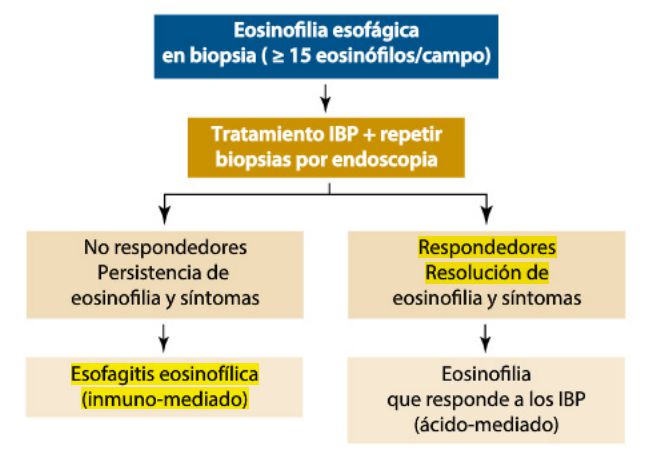 Eosinofilia esofágica
en biopsia ( ≥ 15 eosinófilos/campo)
Tratamiento IBP + repetir
biopsias por endoscopia
No respondedores
Persistencia de
eosinofilia y síntomas
Respondedores
Resolución de
eosinofilia y síntomas
Esofagitis eosinofílica
(inmuno-mediado)
Eosinofilia
que responde a los IBP
(ácido-mediado)